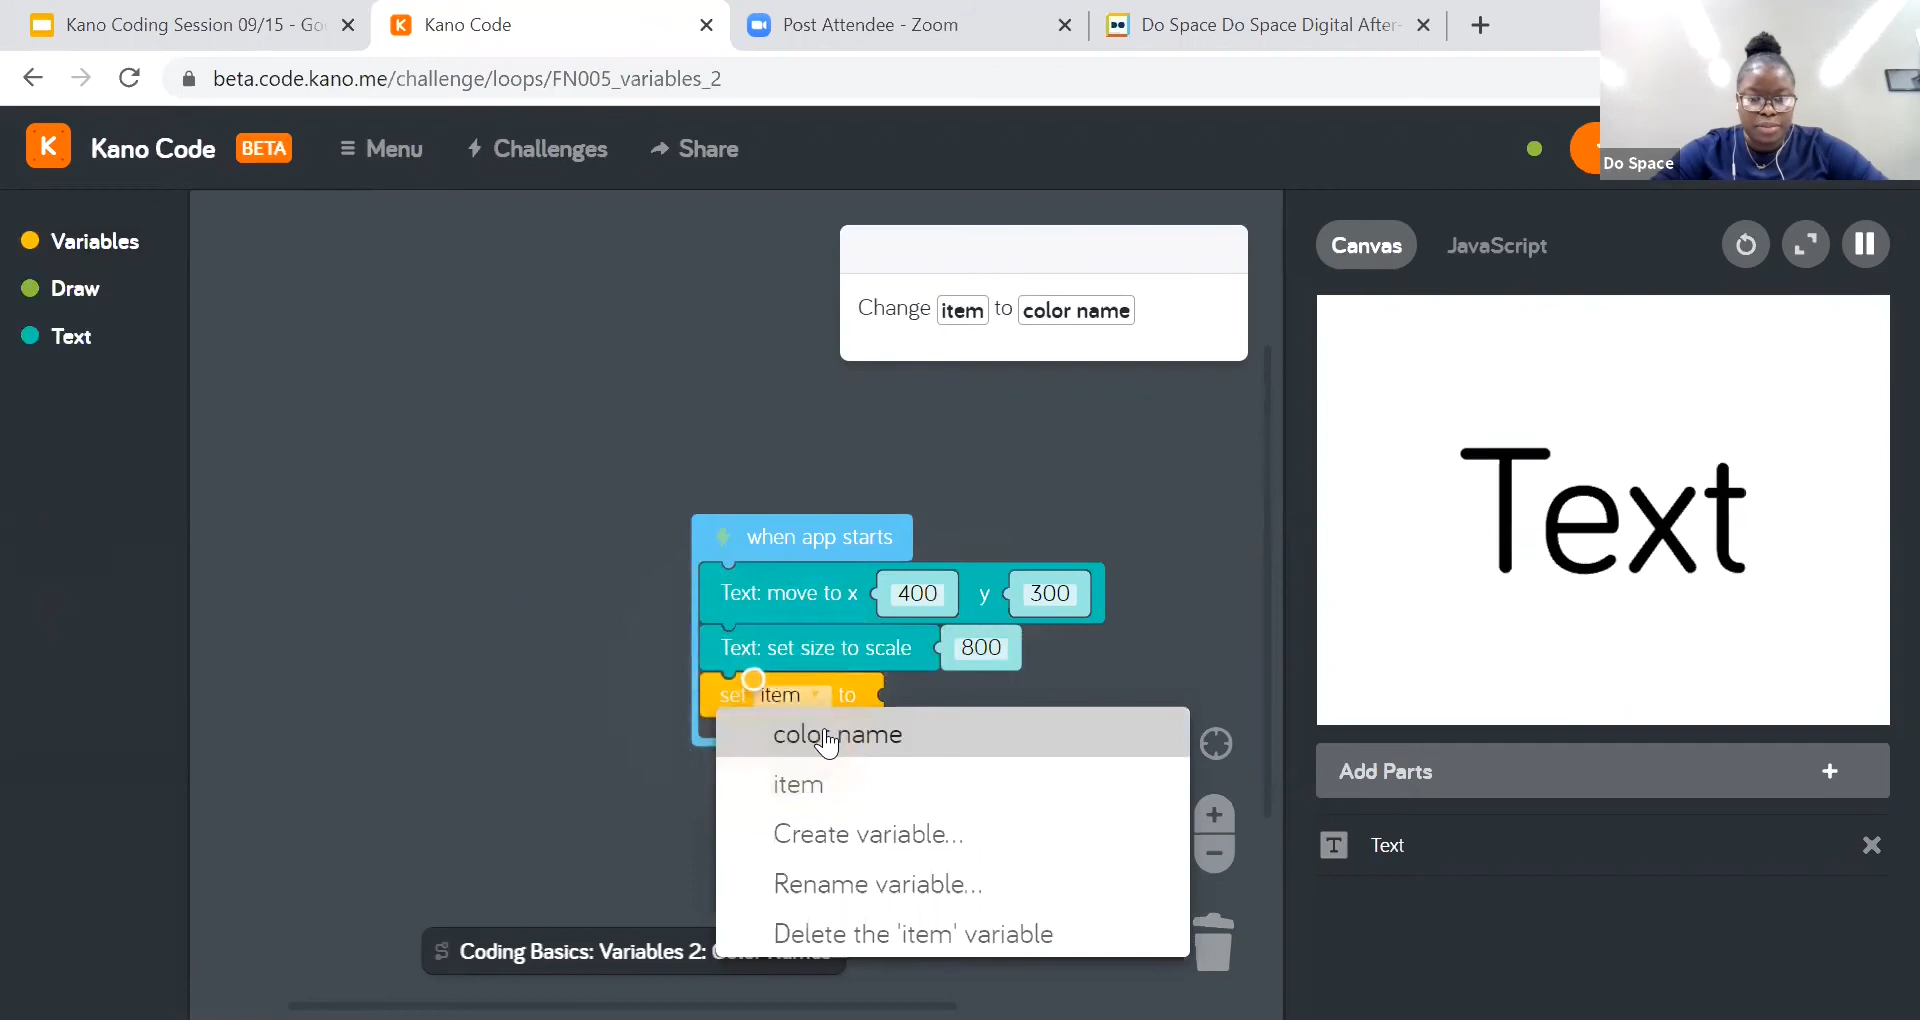 Kano Coding Session 09/15 - Go
Kano Code
Post Attendee - Zoom
Do Space Do Space Digital After-
beta.code.kano.me/challenge/loops/FN005_variables_2
K
Kano Code
BETA
Menu
Challenges
Share
Do Space
Variables
Draw
Text
Change item to color name
Canvas
JavaScript
Text
when app starts
Text: move to x 400 y 300
Text: set size to scale 800
set item to
color name
item
Create variable...
Rename variable...
Delete the 'item' variable
Coding Basics: Variables 2:
Add Parts
T Text